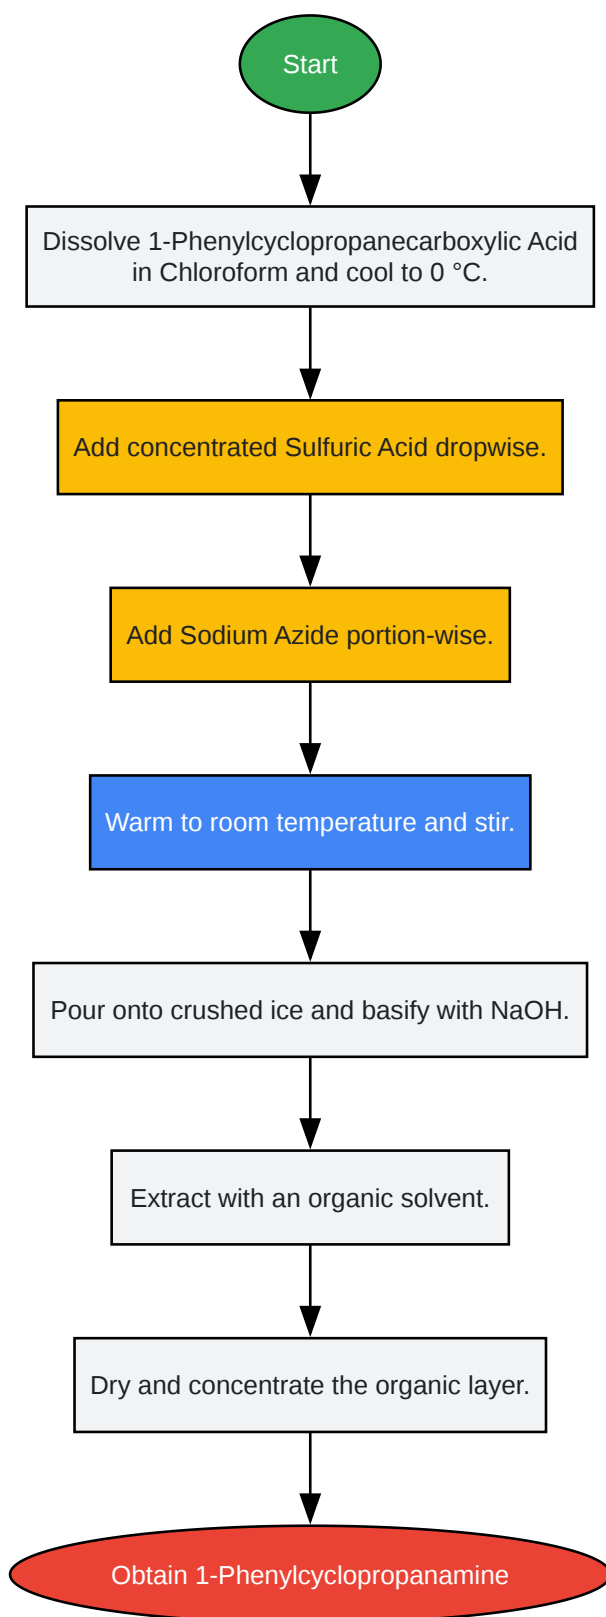 Start
Dissolve 1-Phenylcyclopropanecarboxylic Acid
in Chloroform and cool to 0 °C.
Add concentrated Sulfuric Acid dropwise.
Add Sodium Azide portion-wise.
Warm to room temperature and stir.
Pour onto crushed ice and basify with NaOH.
Extract with an organic solvent.
Dry and concentrate the organic layer.
Obtain 1-Phenylcyclopropanamine